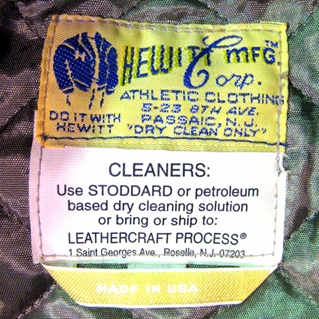 HEWITT MFG.™
Corp.
ATHLETIC CLOTHING
5-23 8TH AVE.
DO IT WITH
HEWITT
PASSAIC, N.J.
"DRY CLEAN ONLY"
CLEANERS:
Use STODDARD or petroleum
based dry cleaning solution
or bring or ship to:
LEATHERCRAFT PROCESS®
1 Saint Georges Ave., Roselle, N.J. 07203
MADE IN USA